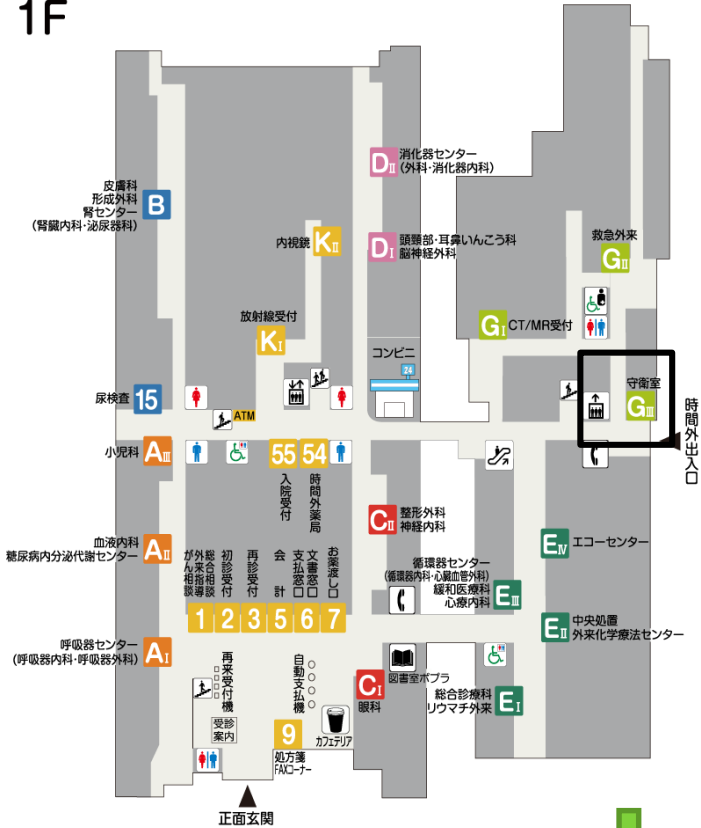 1F
皮膚科
形成外科
腎センター
(腎臓内科・泌尿器科)
B
DⅡ
消化器センター
(外科・消化器内科)
内視鏡
KⅡ
DⅠ
頭頸部・耳鼻いんこう科
脳神経外科
救急外来
GⅡ
放射線受付
KⅠ
GⅠ
CT/MR受付
コンビニ
24
尿検査
15
ATM
守衛室
GⅢ
時間外出入口
小児科
AⅢ
55
54
入院受付
時間外薬局
CⅡ
整形外科
神経内科
血液内科
糖尿病内分泌代謝センター
AⅡ
EⅣ
エコーセンター
循環器センター
(循環器内科・心臓血管外科)
緩和医療科
心療内科
EⅢ
総合相談
外来指導
がん相談
初診受付
再診受付
会計
文書窓口
支払窓口
お薬渡し口
1
2
3
5
6
7
EⅡ
中央処置
外来化学療法センター
呼吸器センター
(呼吸器内科・呼吸器外科)
AⅠ
再来受付機
自動支払機
図書室ポプラ
CⅠ
眼科
総合診療科
リウマチ外来
EⅠ
受診
案内
9
処方箋
FAXコーナー
カフェテリア
正面玄関